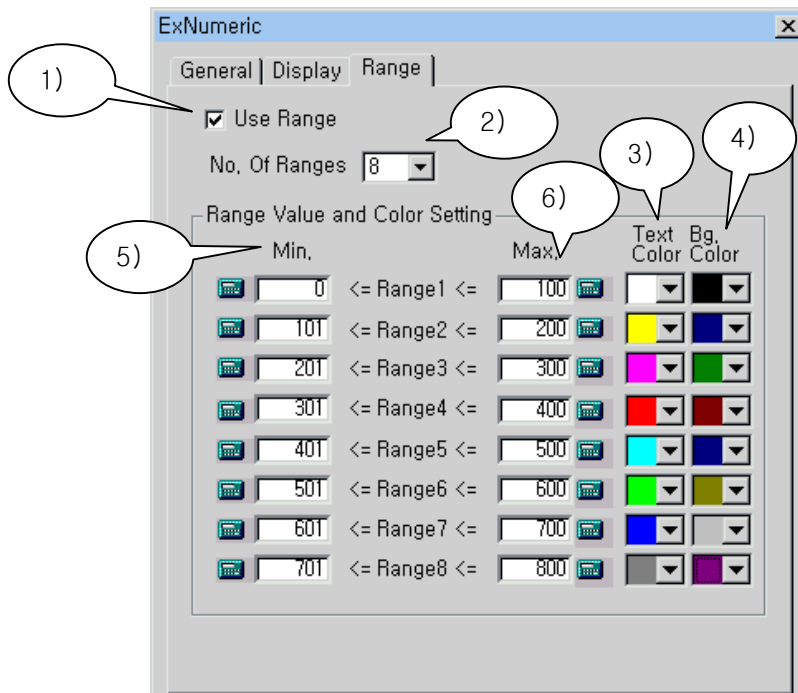 ExNumeric
General Display Range
1)
Use Range
2)
No, Of Ranges 8
3)
4)
Range Value and Color Setting
5)
6)
Min, Max, Text Color Bg, Color
0 <= Range1 <= 100
101 <= Range2 <= 200
201 <= Range3 <= 300
301 <= Range4 <= 400
401 <= Range5 <= 500
501 <= Range6 <= 600
601 <= Range7 <= 700
701 <= Range8 <= 800